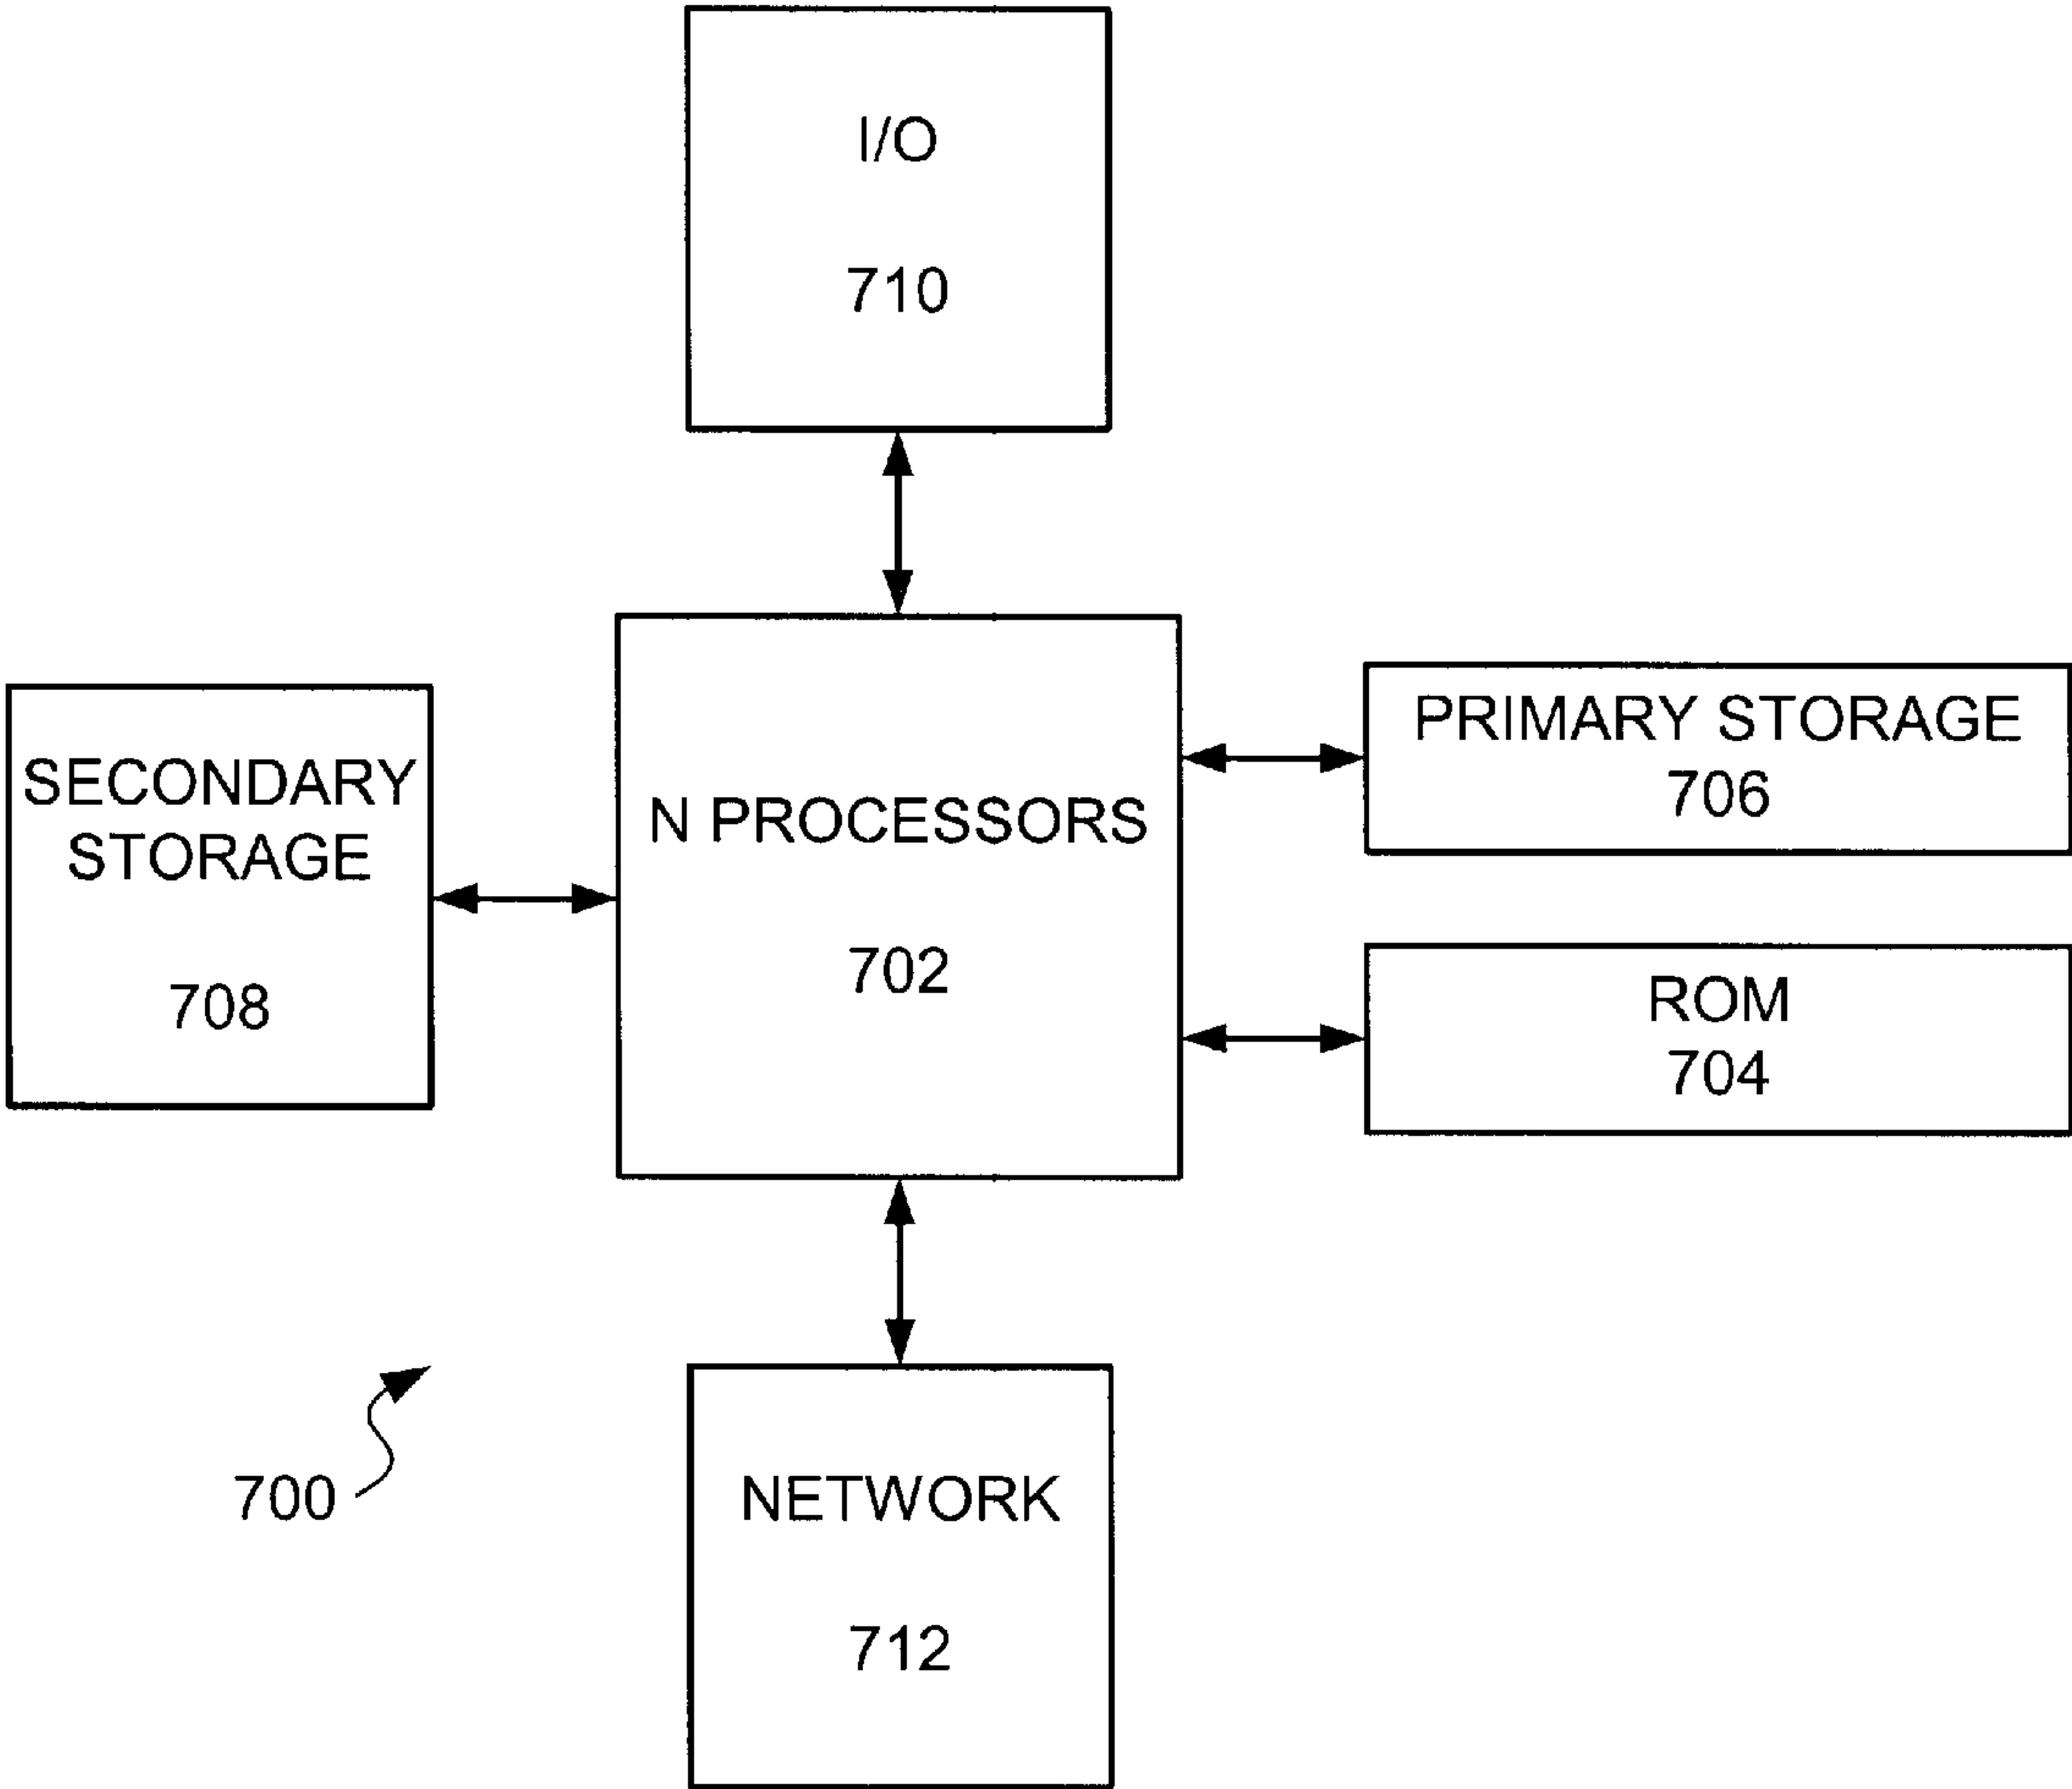 I/O
710
SECONDARY
STORAGE
708
N PROCESSORS
702
PRIMARY STORAGE
706
ROM
704
700
NETWORK
712